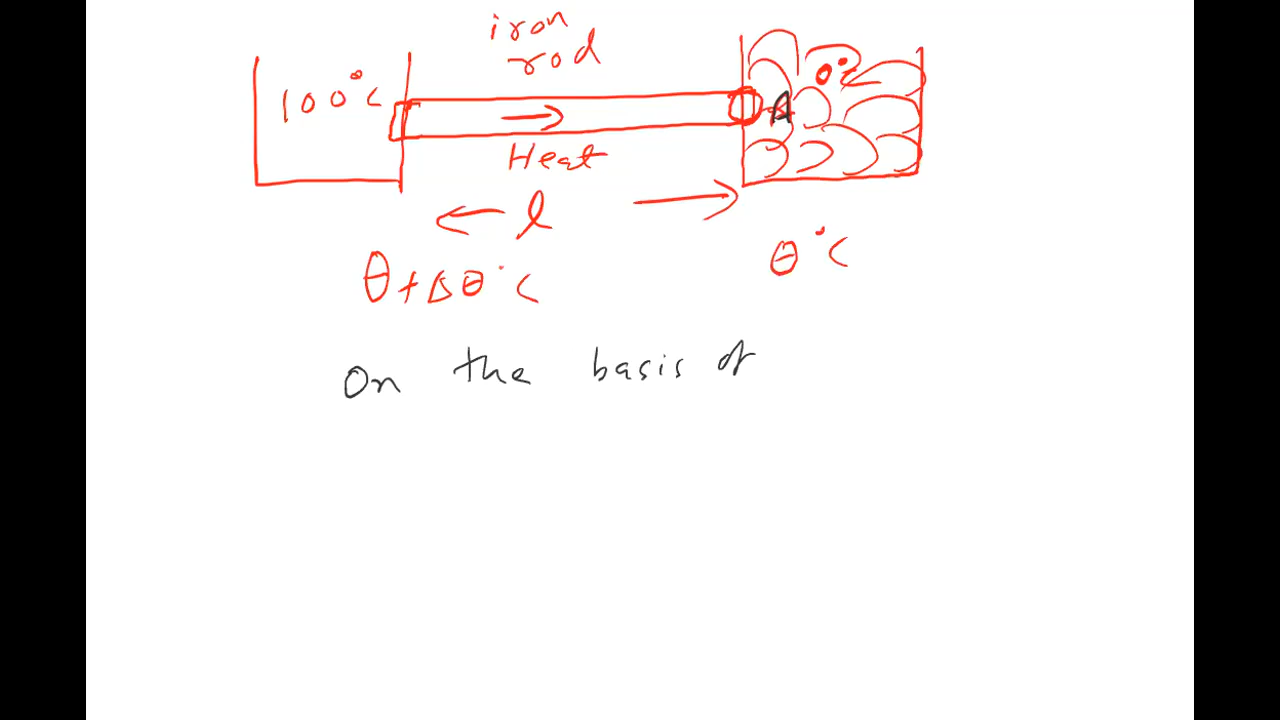 iron
rod
100°C
0°C
A
Heat
l
θ+Δθ°C
θ°C
On the basis of